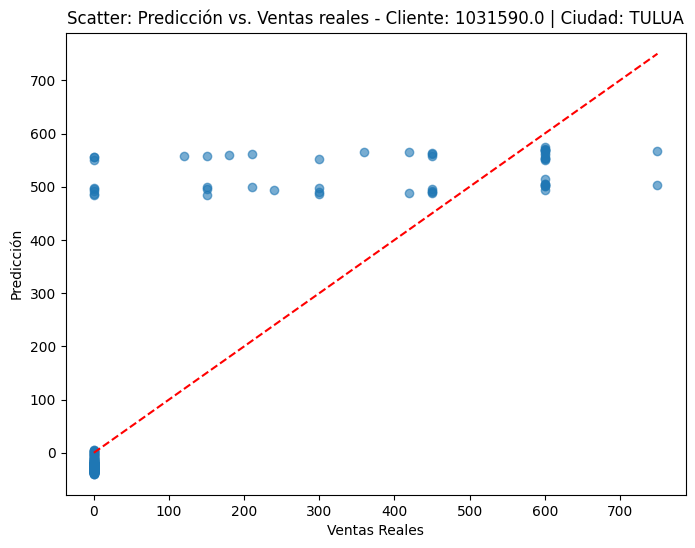 Scatter: Predicción vs. Ventas reales - Cliente: 1031590.0 | Ciudad: TULUA
700
600
500
400
300
200
100
0
Predicción
0 100 200 300 400 500 600 700
Ventas Reales